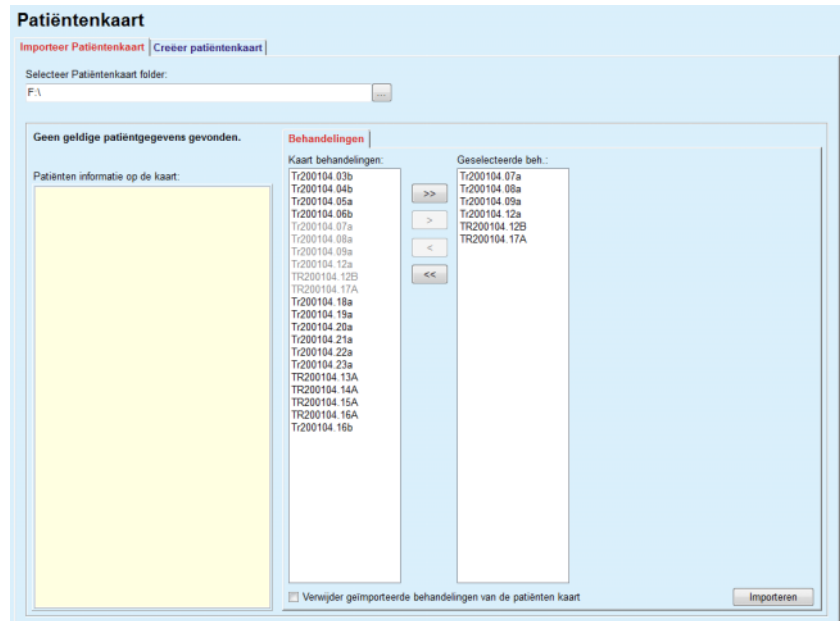 Patiëntenkaart
Importeer Patiëntenkaart Creëer patiëntenkaart
Selecteer Patiëntenkaart folder:
F:\
...
Geen geldige patiëntgegevens gevonden.
Patiënten informatie op de kaart:
Behandelingen
Kaart behandelingen:
Tr200104.03b
Tr200104.04b
Tr200104.05a
Tr200104.06b
Tr200104.07a
Tr200104.08a
Tr200104.09a
Tr200104.12a
TR200104.12B
TR200104.17A
Tr200104.18a
Tr200104.19a
Tr200104.20a
Tr200104.21a
Tr200104.22a
Tr200104.23a
TR200104.13A
TR200104.14A
TR200104.15A
TR200104.16A
Tr200104.16b
>>
>
<
<<
Geselecteerde beh.:
Tr200104.07a
Tr200104.08a
Tr200104.09a
Tr200104.12a
TR200104.12B
TR200104.17A
Verwijder geïmporteerde behandelingen van de patiënten kaart
Importeren